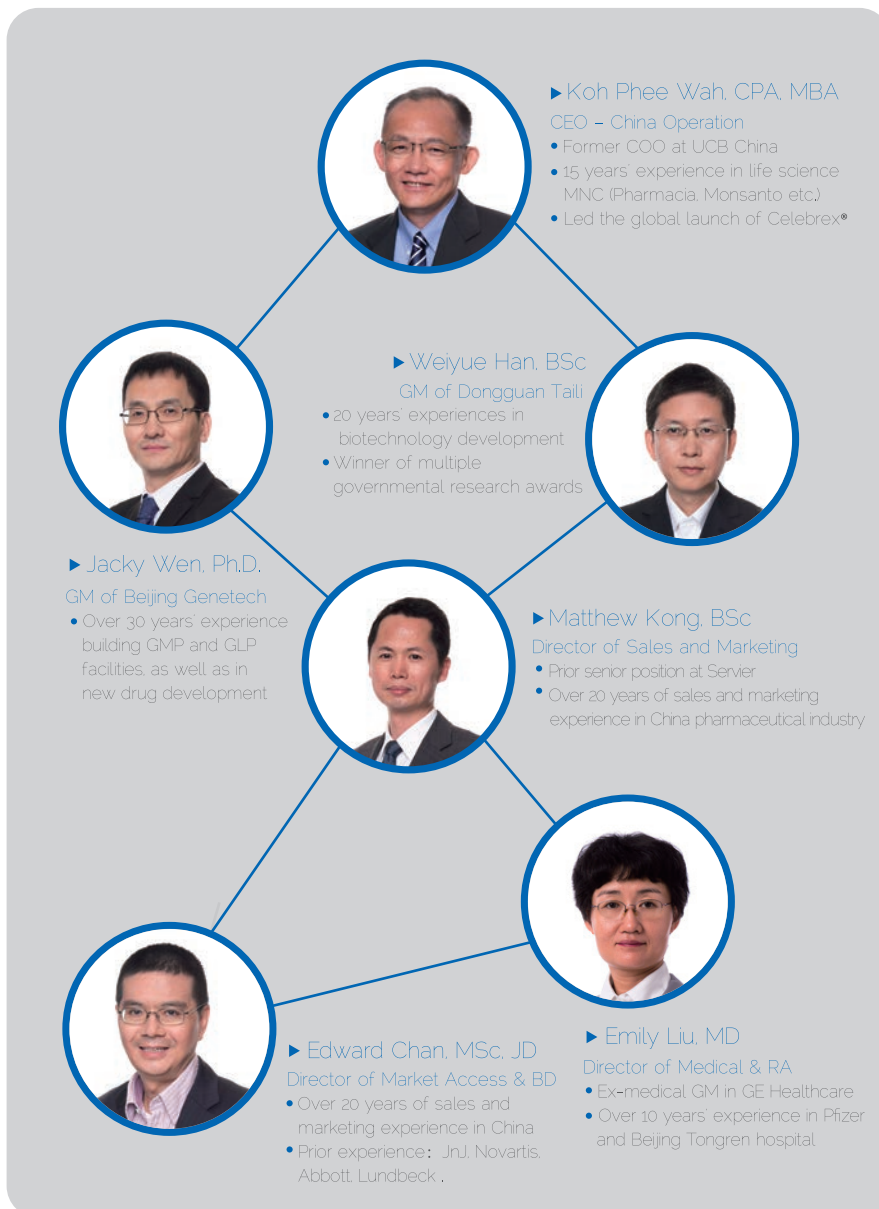 ▶ Koh Phee Wah, CPA, MBA
CEO – China Operation
• Former COO at UCB China
• 15 years' experience in life science
MNC (Pharmacia, Monsanto etc.)
• Led the global launch of Celebrex®
▶ Weiyue Han, BSc
GM of Dongguan Taili
• 20 years' experiences in
biotechnology development
• Winner of multiple
governmental research awards
▶ Jacky Wen, Ph.D.
GM of Beijing Genetech
• Over 30 years' experience
building GMP and GLP
facilities, as well as in
new drug development
▶ Matthew Kong, BSc
Director of Sales and Marketing
• Prior senior position at Servier
• Over 20 years of sales and marketing
experience in China pharmaceutical industry
▶ Edward Chan, MSc, JD
Director of Market Access & BD
• Over 20 years of sales and
marketing experience in China
• Prior experience: JnJ, Novartis,
Abbott, Lundbeck .
▶ Emily Liu, MD
Director of Medical & RA
• Ex-medical GM in GE Healthcare
• Over 10 years' experience in Pfizer
and Beijing Tongren hospital